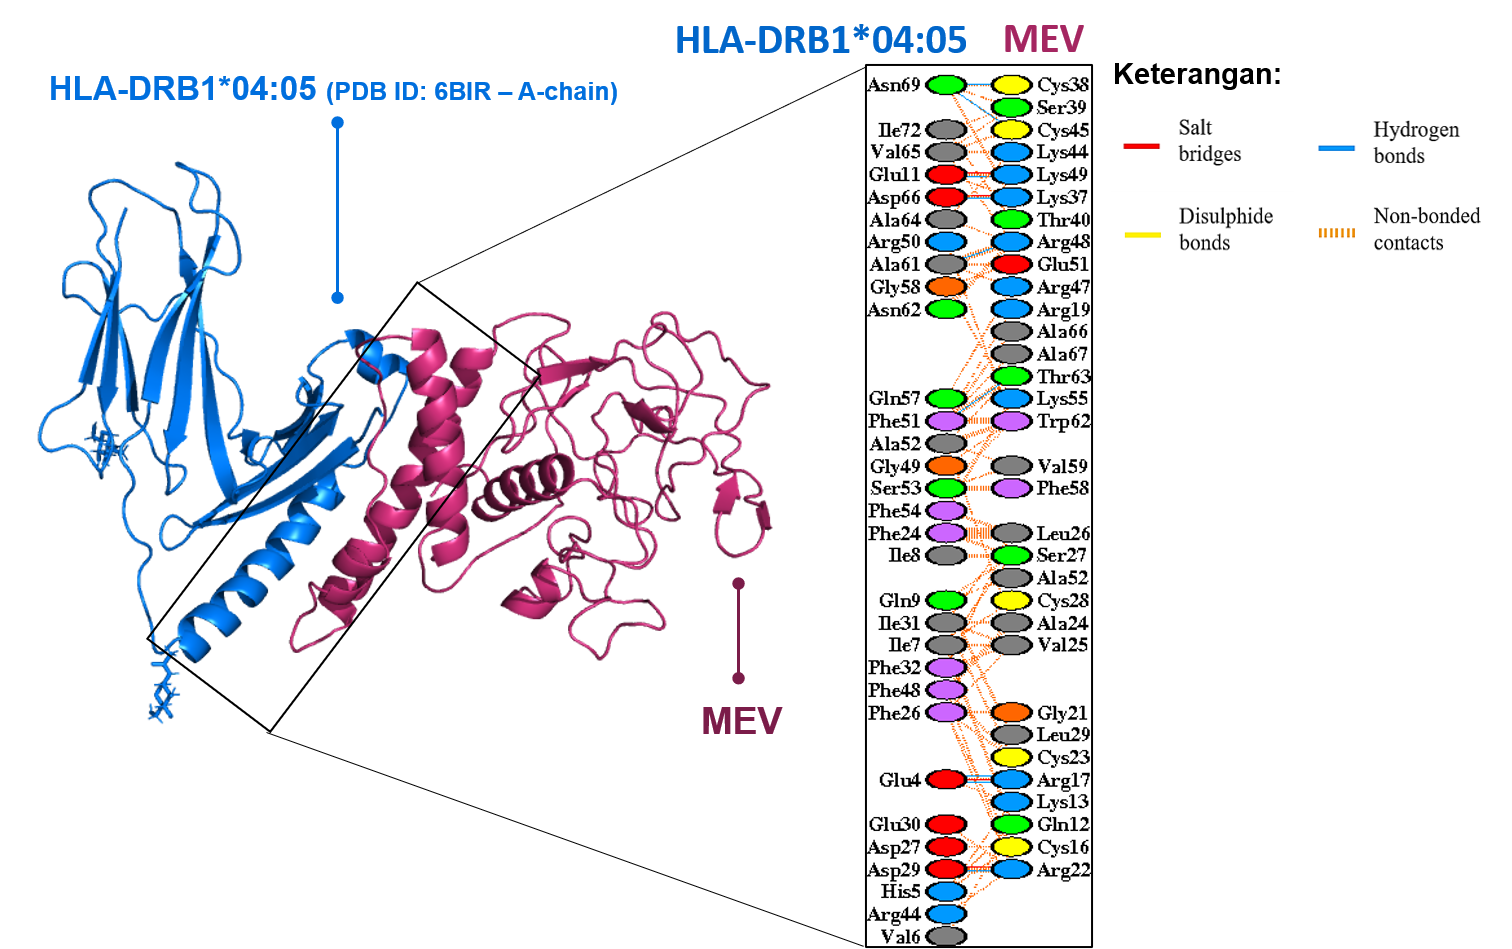 HLA-DRB1*04:05 MEV
HLA-DRB1*04:05 (PDB ID: 6BIR – A-chain)
Keterangan:
Salt
bridges
Hydrogen
bonds
Disulphide
bonds
Non-bonded
contacts
Asn69 Cys38
Ser39
Ile72 Cys45
Val65 Lys44
Glu11 Lys49
Asp66 Lys37
Ala64 Thr40
Arg50 Arg48
Ala61 Glu51
Gly58 Arg47
Asn62 Arg19
Ala66
Ala67
Thr63
Gln57 Lys55
Phe51 Trp62
Ala52
Gly49 Val59
Ser53 Phe58
Phe54
Phe24 Leu26
Ile8 Ser27
Ala52
Gln9 Cys28
Ile31 Ala24
Ile7 Val25
Phe32
Phe48
Phe26 Gly21
Leu29
Cys23
Glu4 Arg17
Lys13
Glu30 Gln12
Asp27 Cys16
Asp29 Arg22
His5
Arg44
Val6
MEV